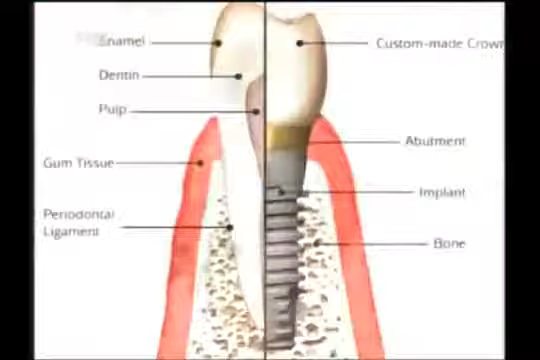 Enamel
Dentin
Pulp
Gum Tissue
Periodontal
Ligament
Custom-made Crown
Abutment
Implant
Bone